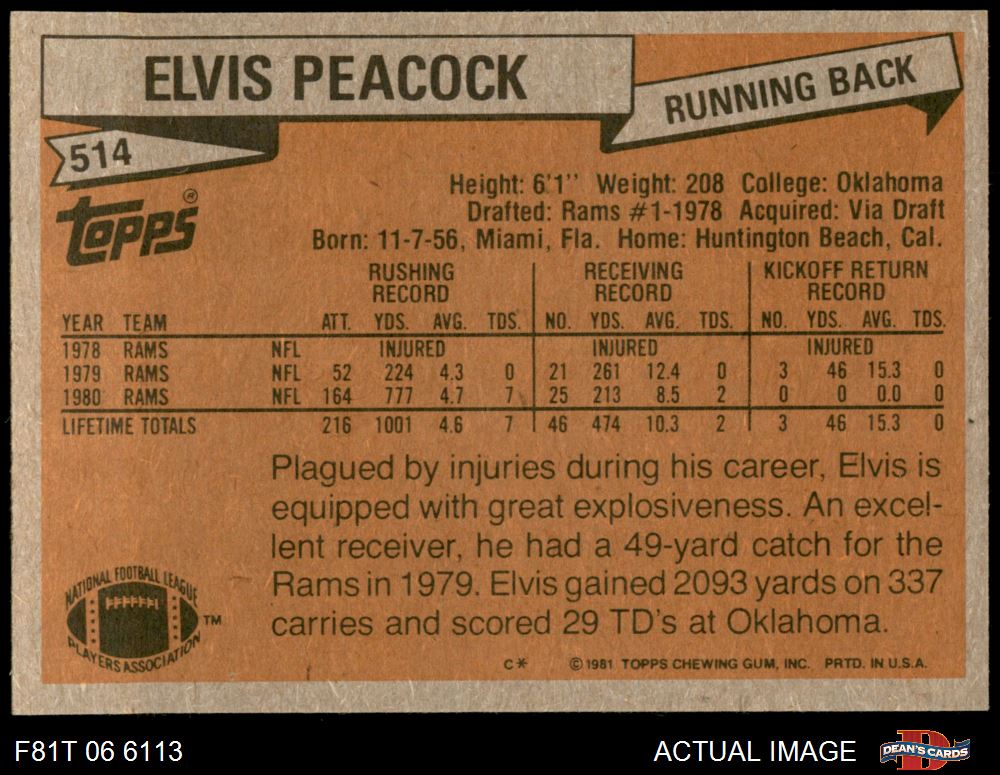 ELVIS PEACOCK
RUNNING BACK
514
topps®
Height: 6'1'' Weight: 208 College: Oklahoma
Drafted: Rams #1-1978 Acquired: Via Draft
Born: 11-7-56, Miami, Fla. Home: Huntington Beach, Cal.
RUSHING RECORD RECEIVING RECORD KICKOFF RETURN RECORD
YEAR TEAM ATT. YDS. AVG. TDS. NO. YDS. AVG. TDS. NO. YDS. AVG. TDS.
1978 RAMS NFL INJURED INJURED INJURED
1979 RAMS NFL 52 224 4.3 0 21 261 12.4 0 3 46 15.3 0
1980 RAMS NFL 164 777 4.7 7 25 213 8.5 2 0 0 0.0 0
LIFETIME TOTALS 216 1001 4.6 7 46 474 10.3 2 3 46 15.3 0
Plagued by injuries during his career, Elvis is
equipped with great explosiveness. An excel-
lent receiver, he had a 49-yard catch for the
Rams in 1979. Elvis gained 2093 yards on 337
carries and scored 29 TD's at Oklahoma.
NATIONAL FOOTBALL LEAGUE
PLAYERS ASSOCIATION
TM
C* ©1981 TOPPS CHEWING GUM, INC. PRTD. IN U.S.A.
F81T 06 6113
ACTUAL IMAGE
DEAN'S CARDS